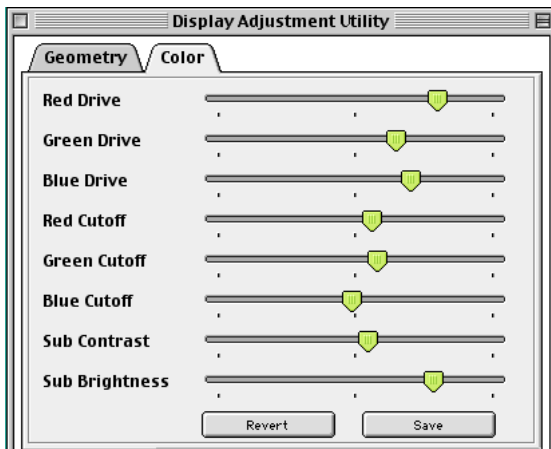 Display Adjustment Utility
Geometry Color
Red Drive
Green Drive
Blue Drive
Red Cutoff
Green Cutoff
Blue Cutoff
Sub Contrast
Sub Brightness
Revert Save